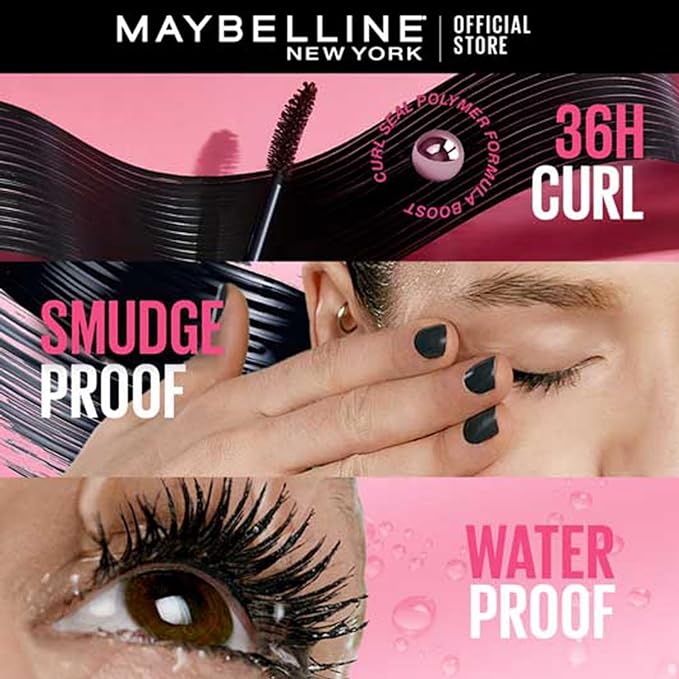 MAYBELLINE
NEW YORK
OFFICIAL
STORE
CURL SEAL POLYMER FORMULA BOOST
36H
CURL
SMUDGE
PROOF
WATER
PROOF